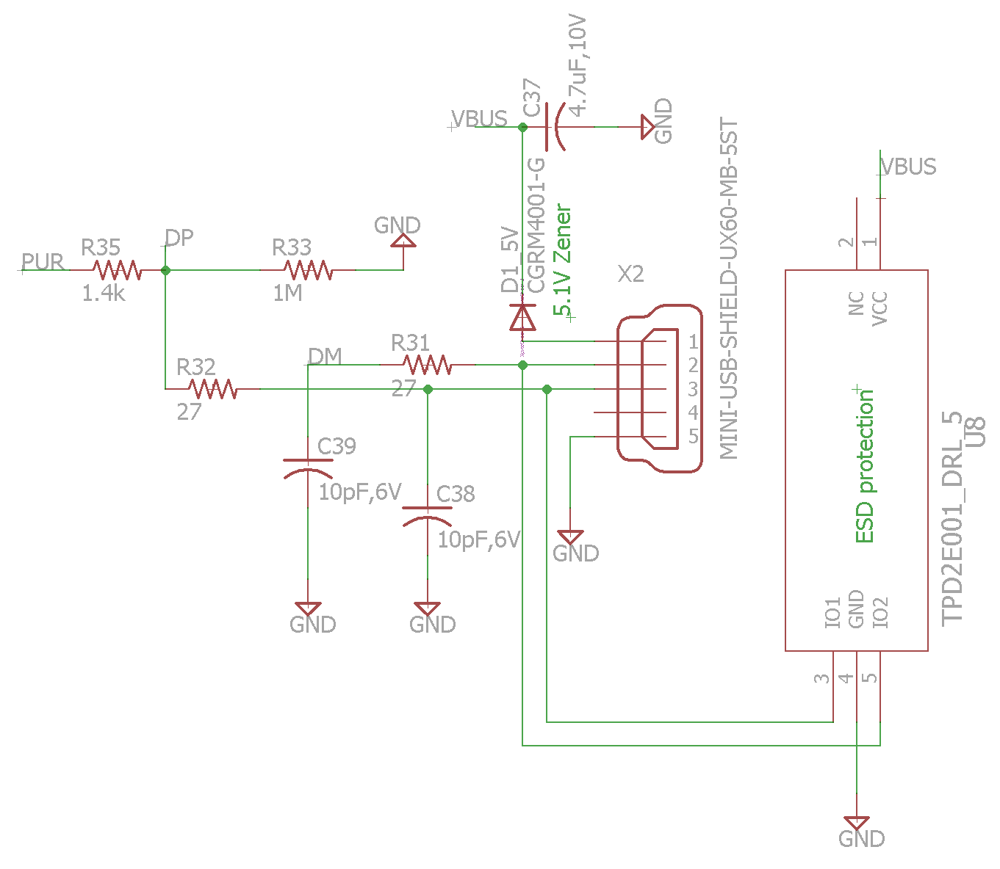 VBUS
C37
4.7uF,10V
GND
D1_5V
CGRM4001-G
5.1V Zener
PUR
R35
1.4k
DP
R33
1M
GND
R32
27
DM
R31
27
C39
10pF,6V
GND
C38
10pF,6V
GND
X2
MINI-USB-SHIELD-UX60-MB-5ST
1
2
3
4
5
GND
VBUS
2
1
NC
VCC
ESD protection
TPD2E001_DRL_5
U8
IO1
GND
IO2
3
4
5
GND